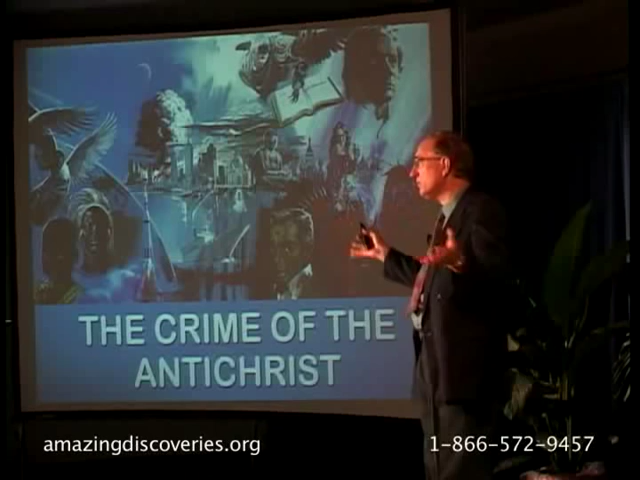 THE CRIME OF THE
ANTICHRIST
amazingdiscoveries.org
1-866-572-9457